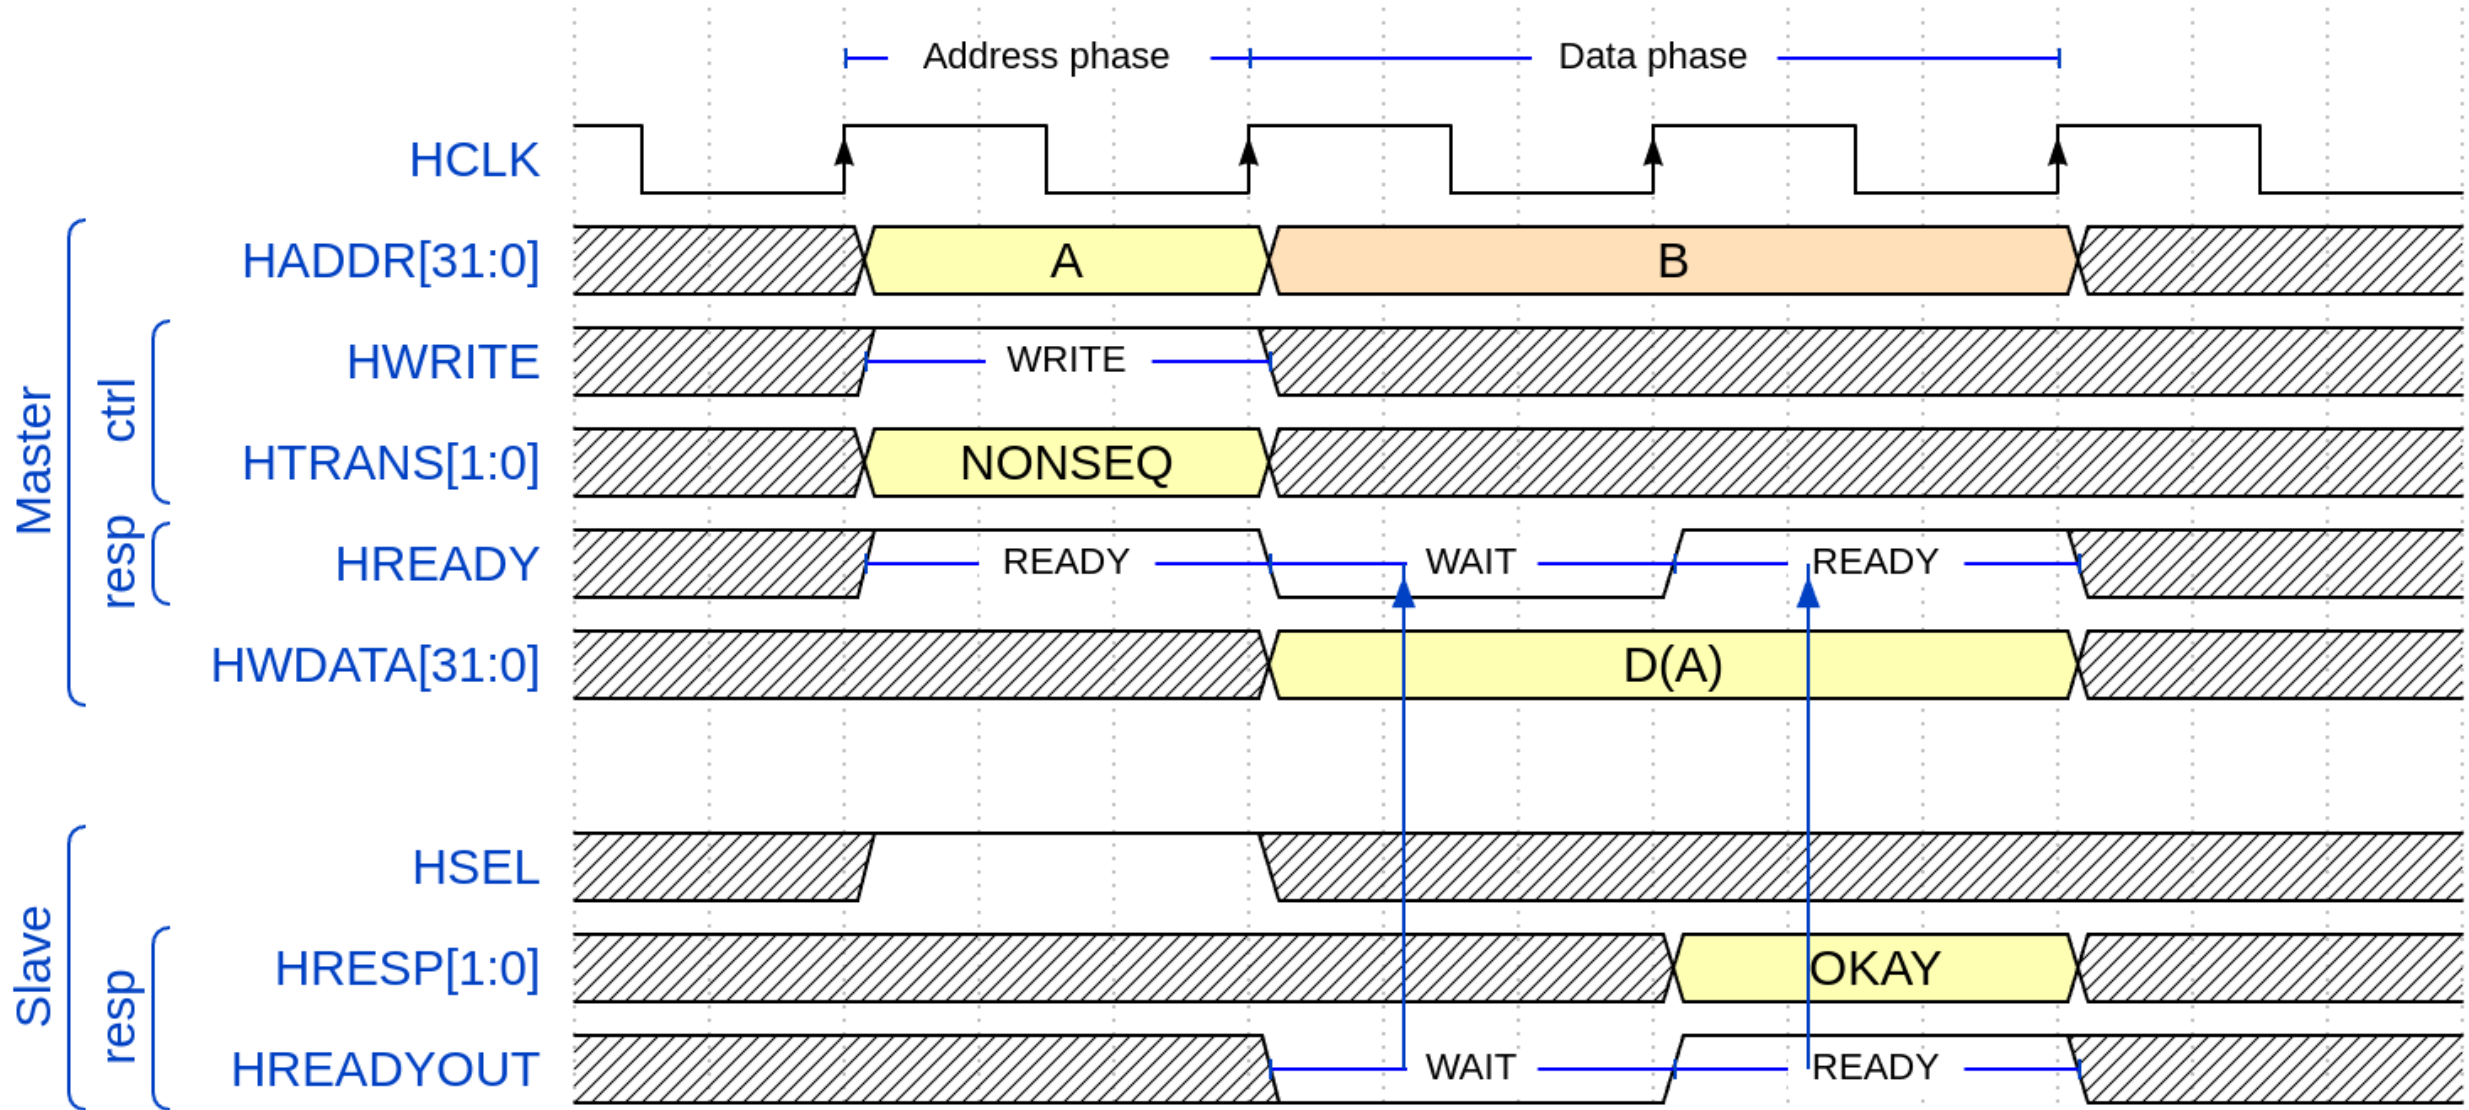 Address phase Data phase
HCLK
Master
HADDR[31:0] A B
ctrl
HWRITE WRITE
HTRANS[1:0] NONSEQ
resp
HREADY READY WAIT READY
HWDATA[31:0] D(A)
Slave
HSEL
resp
HRESP[1:0] OKAY
HREADYOUT WAIT READY